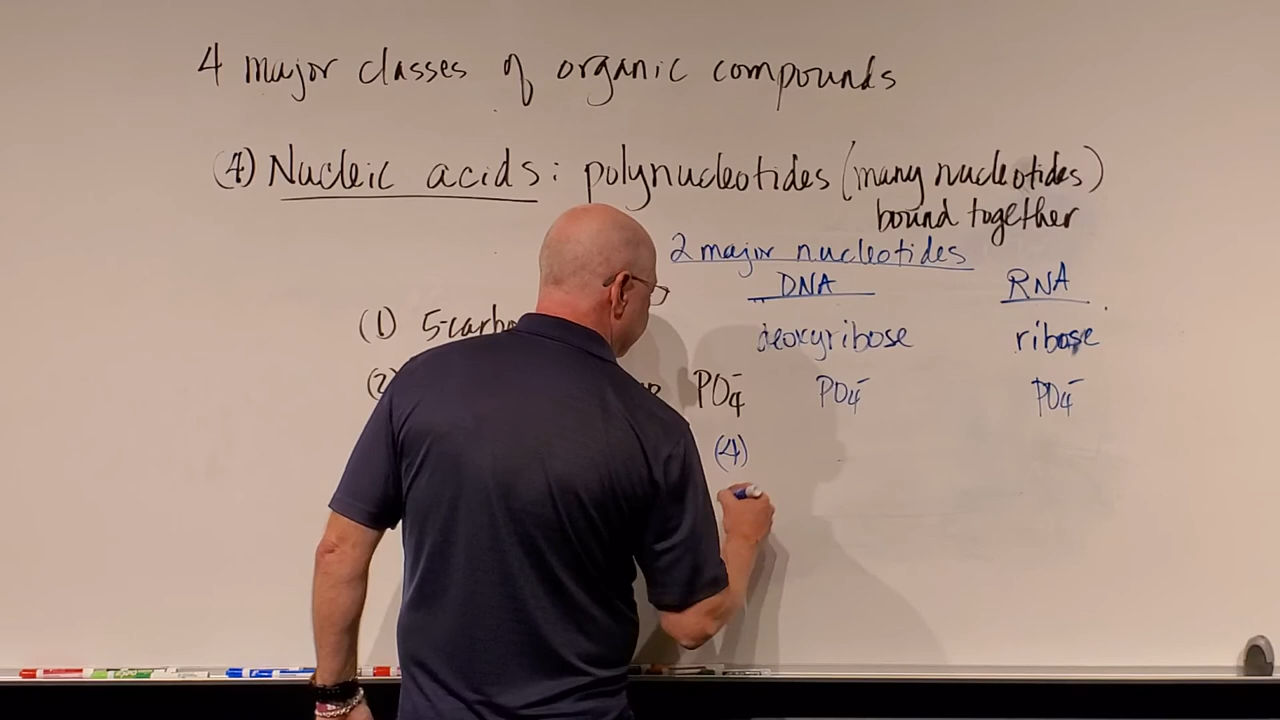 4 major classes of organic compounds
(4) Nucleic acids: polynucleotides (many nucleotides)
bound together
2 major nucleotides
DNA RNA
(1) 5-carbo
deoxyribose ribose
(2) PO₄⁻ PO₄⁻ PO₄⁻
(4)